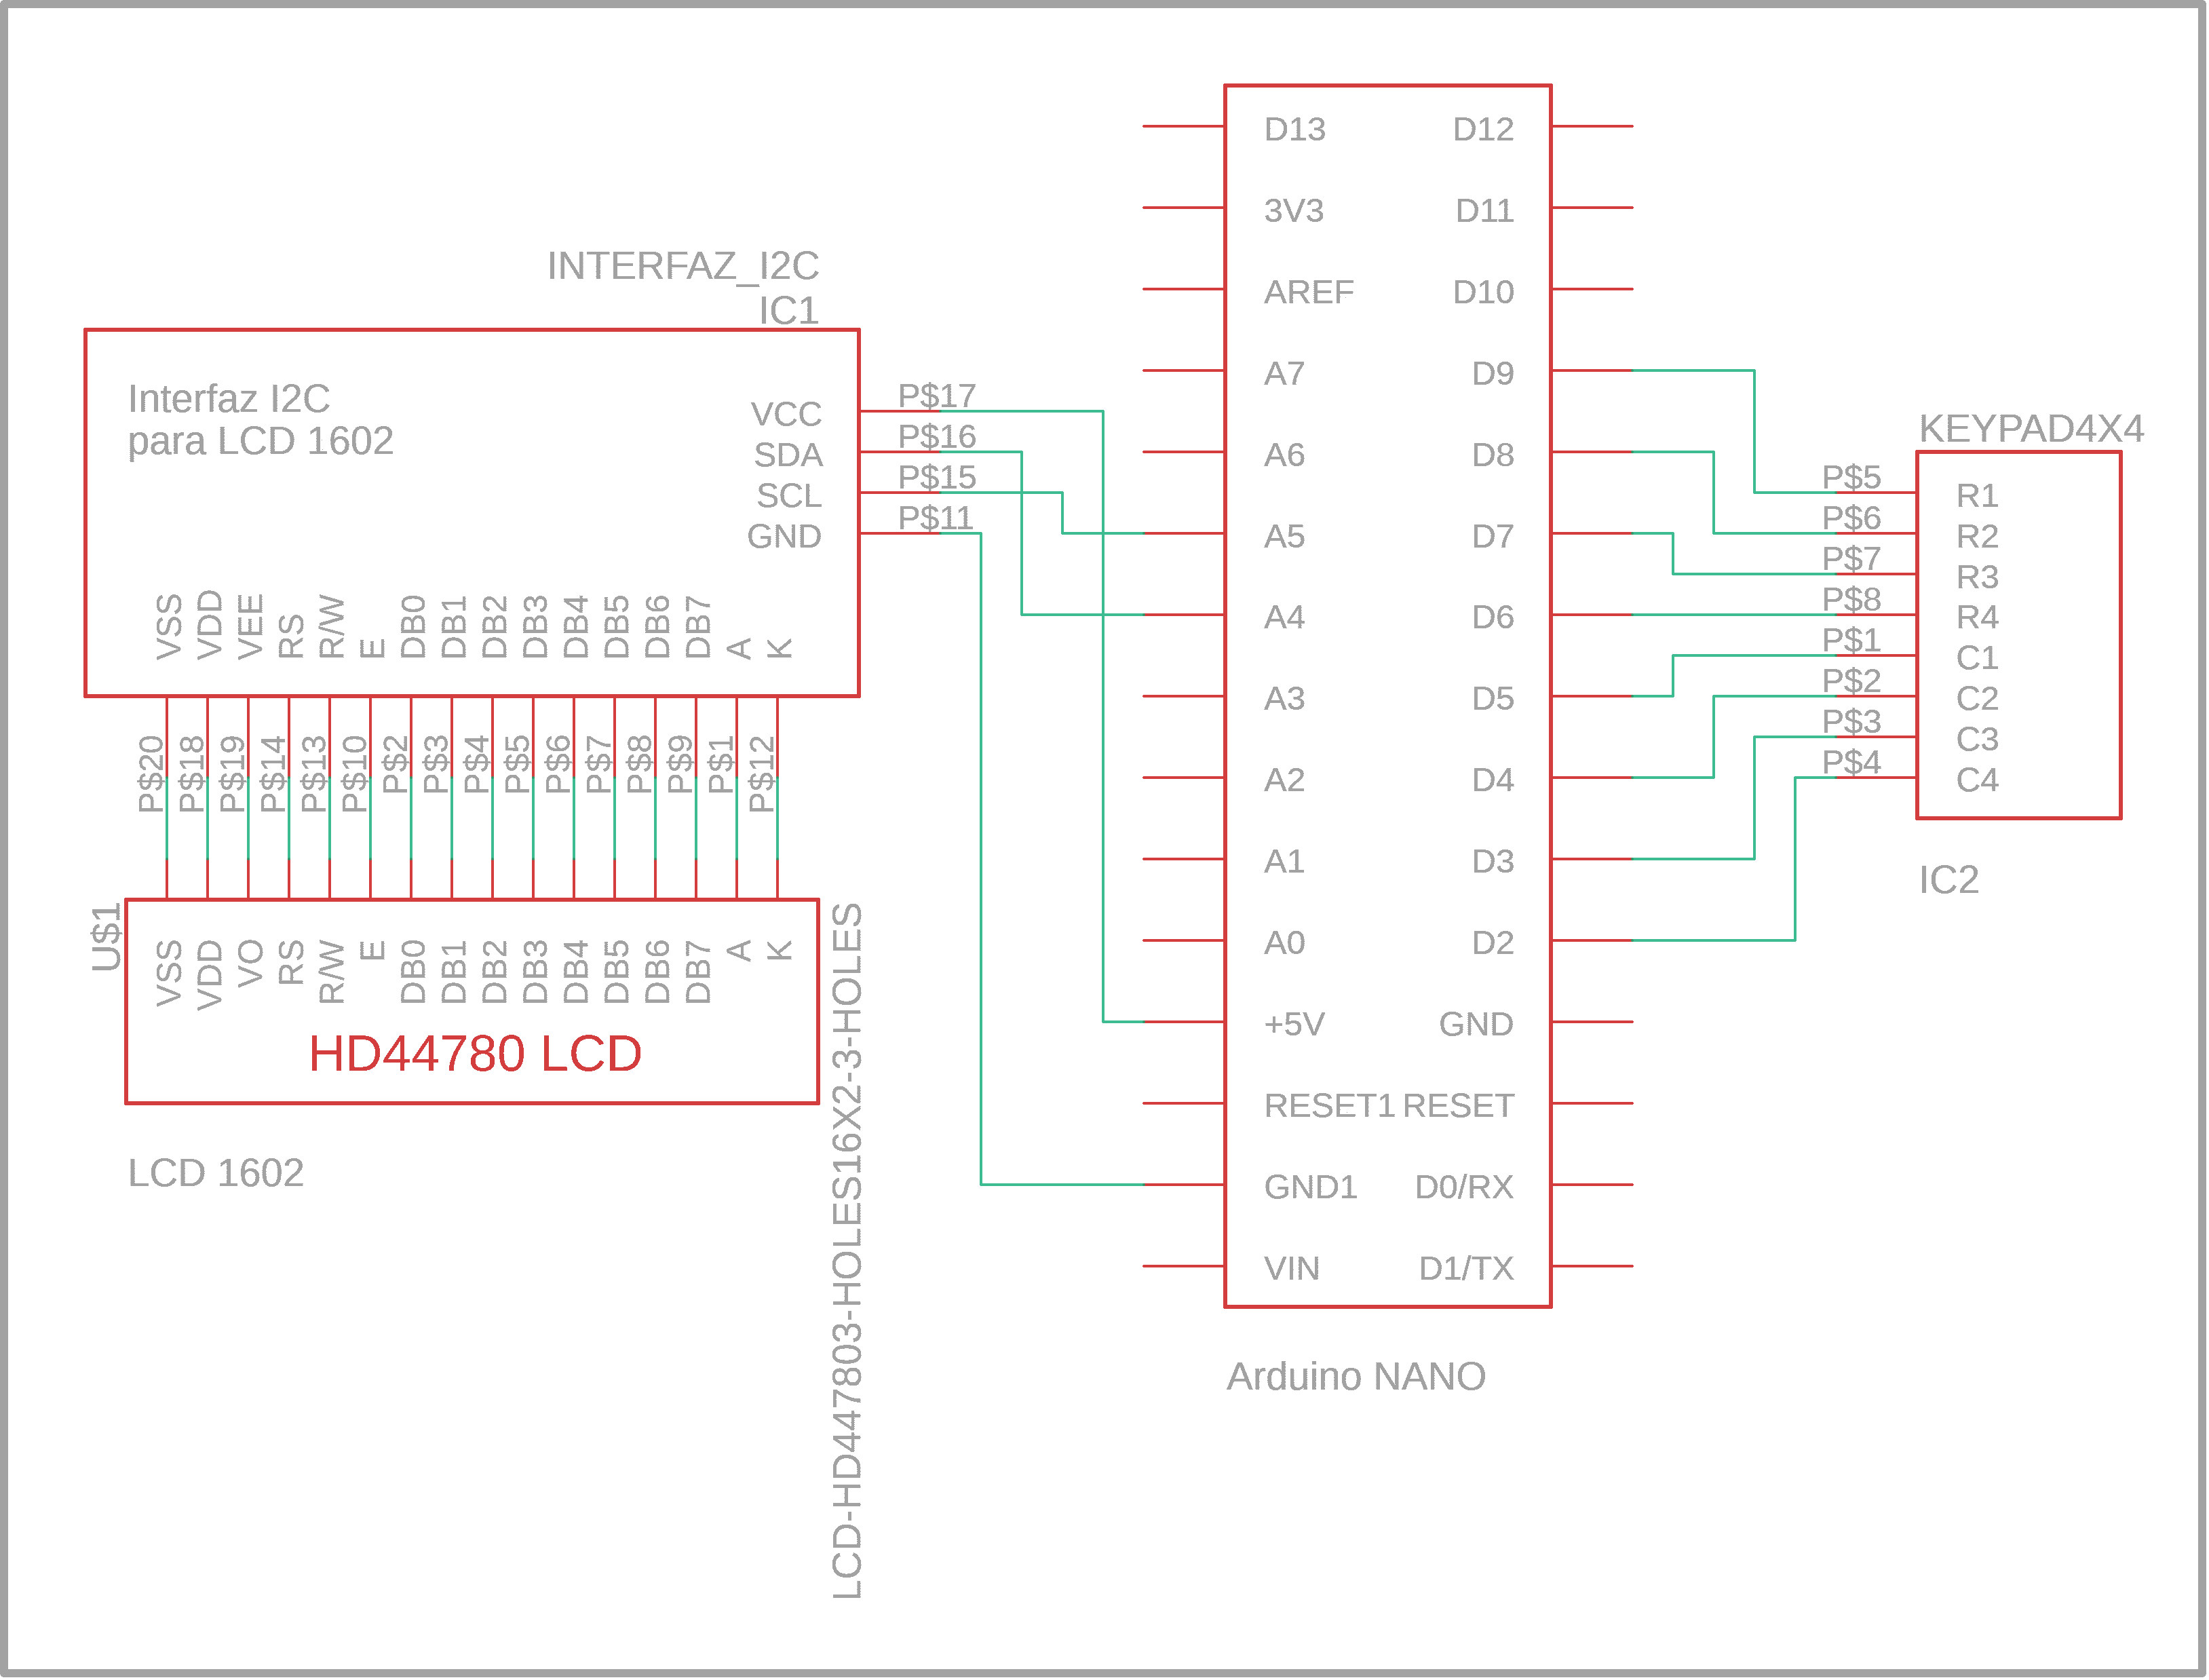 INTERFAZ_I2C
IC1
Interfaz I2C
para LCD 1602
VCC
SDA
SCL
GND
P$17
P$16
P$15
P$11
VSS
VDD
VEE
RS
R/W
E
DB0
DB1
DB2
DB3
DB4
DB5
DB6
DB7
A
K
P$20
P$18
P$19
P$14
P$13
P$10
P$2
P$3
P$4
P$5
P$6
P$7
P$8
P$9
P$1
P$12
U$1
VSS
VDD
VO
RS
R/W
E
DB0
DB1
DB2
DB3
DB4
DB5
DB6
DB7
A
K
HD44780 LCD
LCD 1602
LCD-HD447803-HOLES16X2-3-HOLES
D13 D12
3V3 D11
AREF D10
A7 D9
A6 D8
A5 D7
A4 D6
A3 D5
A2 D4
A1 D3
A0 D2
+5V GND
RESET1 RESET
GND1 D0/RX
VIN D1/TX
Arduino NANO
KEYPAD4X4
P$5 R1
P$6 R2
P$7 R3
P$8 R4
P$1 C1
P$2 C2
P$3 C3
P$4 C4
IC2